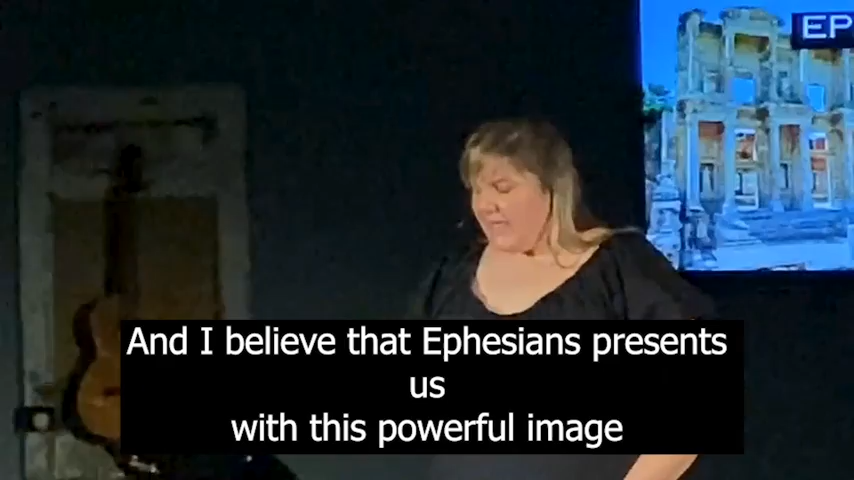 EP
And I believe that Ephesians presents
us
with this powerful image